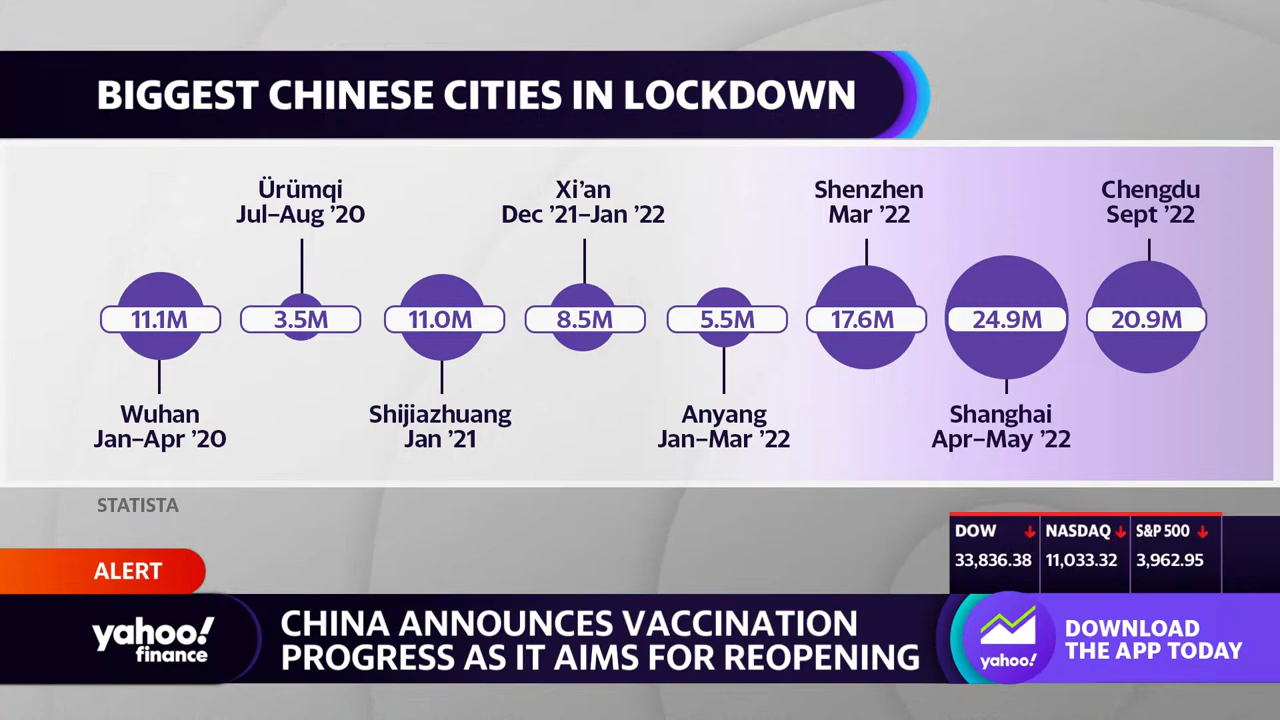 BIGGEST CHINESE CITIES IN LOCKDOWN
Ürümqi
Jul–Aug ’20
Xi’an
Dec ’21–Jan ’22
Shenzhen
Mar ’22
Chengdu
Sept ’22
11.1M
3.5M
11.0M
8.5M
5.5M
17.6M
24.9M
20.9M
Wuhan
Jan–Apr ’20
Shijiazhuang
Jan ’21
Anyang
Jan–Mar ’22
Shanghai
Apr–May ’22
STATISTA
DOW
33,836.38
NASDAQ
11,033.32
S&P 500
3,962.95
ALERT
yahoo!
finance
CHINA ANNOUNCES VACCINATION
PROGRESS AS IT AIMS FOR REOPENING
yahoo!
DOWNLOAD
THE APP TODAY